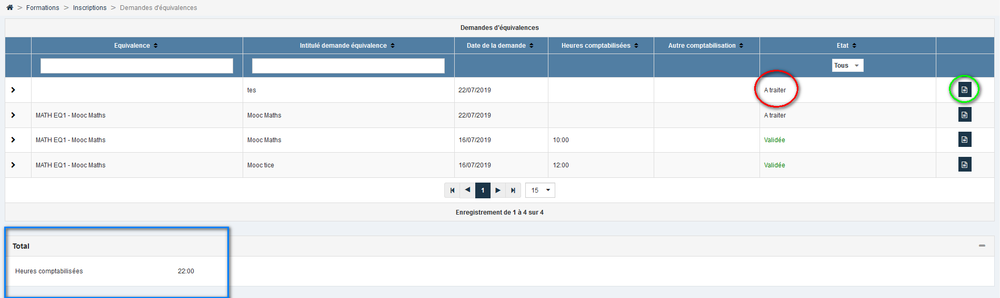 > Formations > Inscriptions > Demandes d'équivalences
Demandes d'équivalences
Equivalence Intitulé demande équivalence Date de la demande Heures comptabilisées Autre comptabilisation Etat
Tous
tes 22/07/2019 A traiter
MATH EQ1 - Mooc Maths Mooc Maths 22/07/2019 A traiter
MATH EQ1 - Mooc Maths Mooc Maths 16/07/2019 10:00 Validée
MATH EQ1 - Mooc Maths Mooc tice 16/07/2019 12:00 Validée
1 15
Enregistrement de 1 à 4 sur 4
Total
Heures comptabilisées 22:00